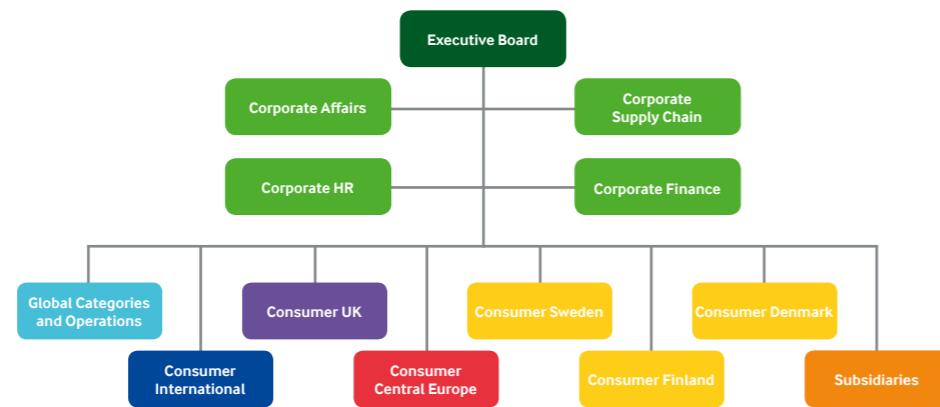 Executive Board
Corporate Affairs
Corporate
Supply Chain
Corporate HR
Corporate Finance
Global Categories
and Operations
Consumer UK
Consumer Sweden
Consumer Denmark
Consumer
International
Consumer
Central Europe
Consumer Finland
Subsidiaries